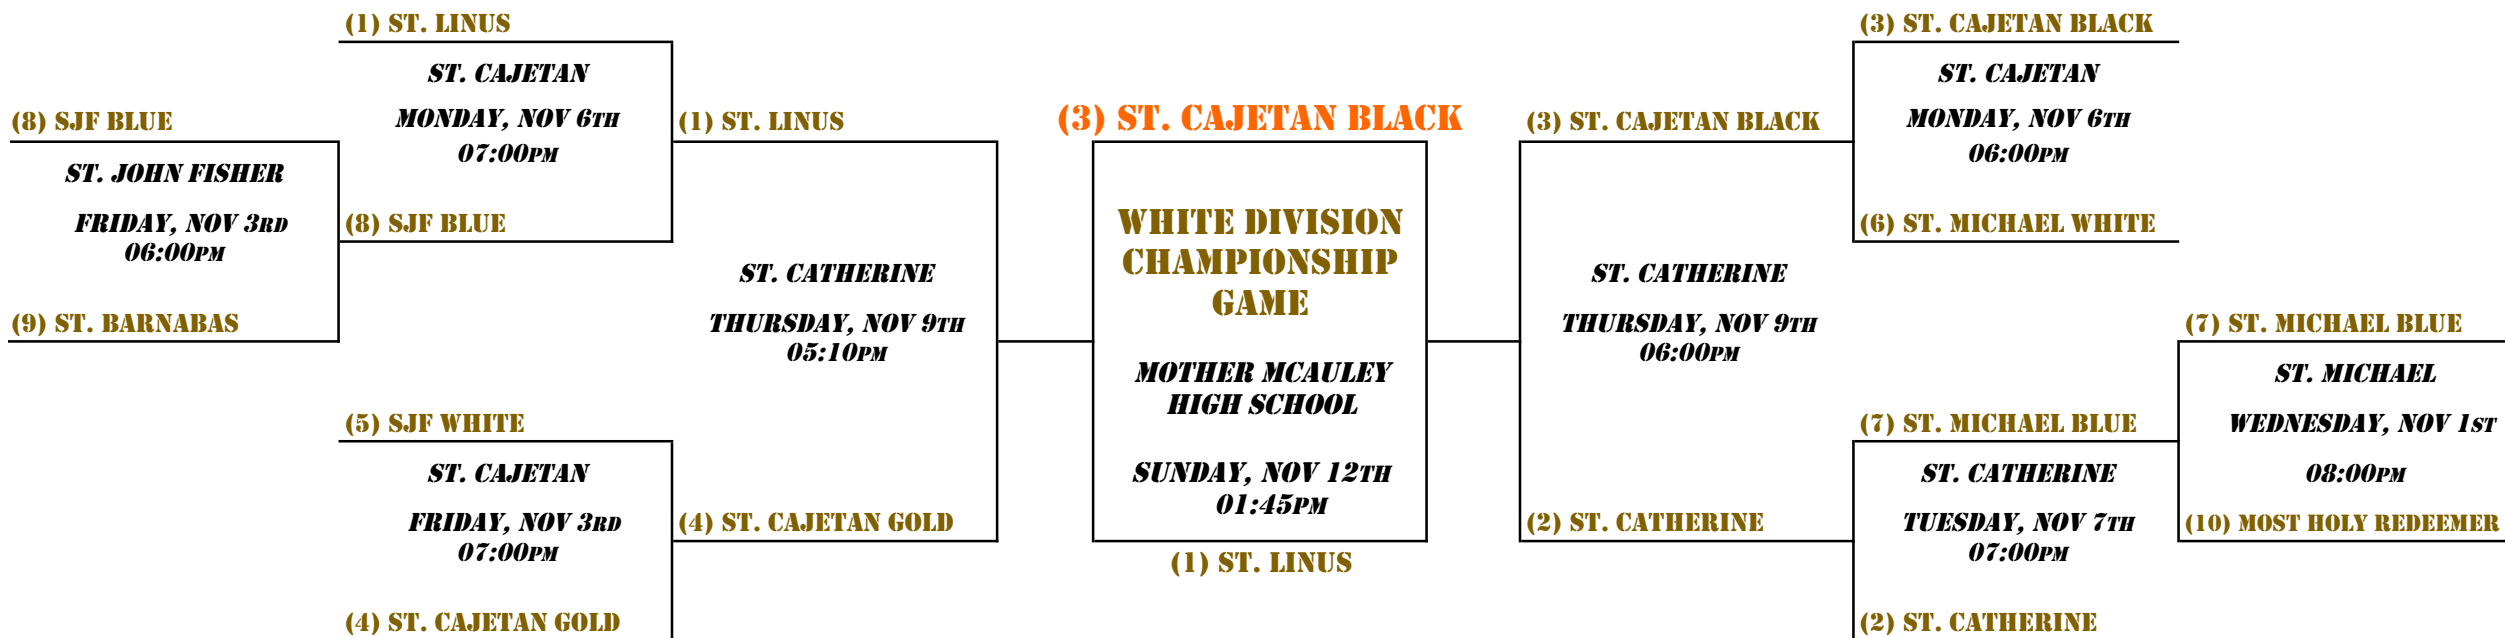 (1) ST. LINUS
ST. CAJETAN
MONDAY, NOV 6TH
07:00PM
(8) SJF BLUE
ST. JOHN FISHER
FRIDAY, NOV 3RD
06:00PM
(9) ST. BARNABAS
(8) SJF BLUE
(1) ST. LINUS
ST. CATHERINE
THURSDAY, NOV 9TH
05:10PM
(5) SJF WHITE
ST. CAJETAN
FRIDAY, NOV 3RD
07:00PM
(4) ST. CAJETAN GOLD
(4) ST. CAJETAN GOLD
(3) ST. CAJETAN BLACK
WHITE DIVISION
CHAMPIONSHIP
GAME
MOTHER MCAULEY
HIGH SCHOOL
SUNDAY, NOV 12TH
01:45PM
(1) ST. LINUS
(3) ST. CAJETAN BLACK
ST. CATHERINE
THURSDAY, NOV 9TH
06:00PM
(2) ST. CATHERINE
(3) ST. CAJETAN BLACK
ST. CAJETAN
MONDAY, NOV 6TH
06:00PM
(6) ST. MICHAEL WHITE
(7) ST. MICHAEL BLUE
ST. CATHERINE
TUESDAY, NOV 7TH
07:00PM
(2) ST. CATHERINE
(7) ST. MICHAEL BLUE
ST. MICHAEL
WEDNESDAY, NOV 1ST
08:00PM
(10) MOST HOLY REDEEMER